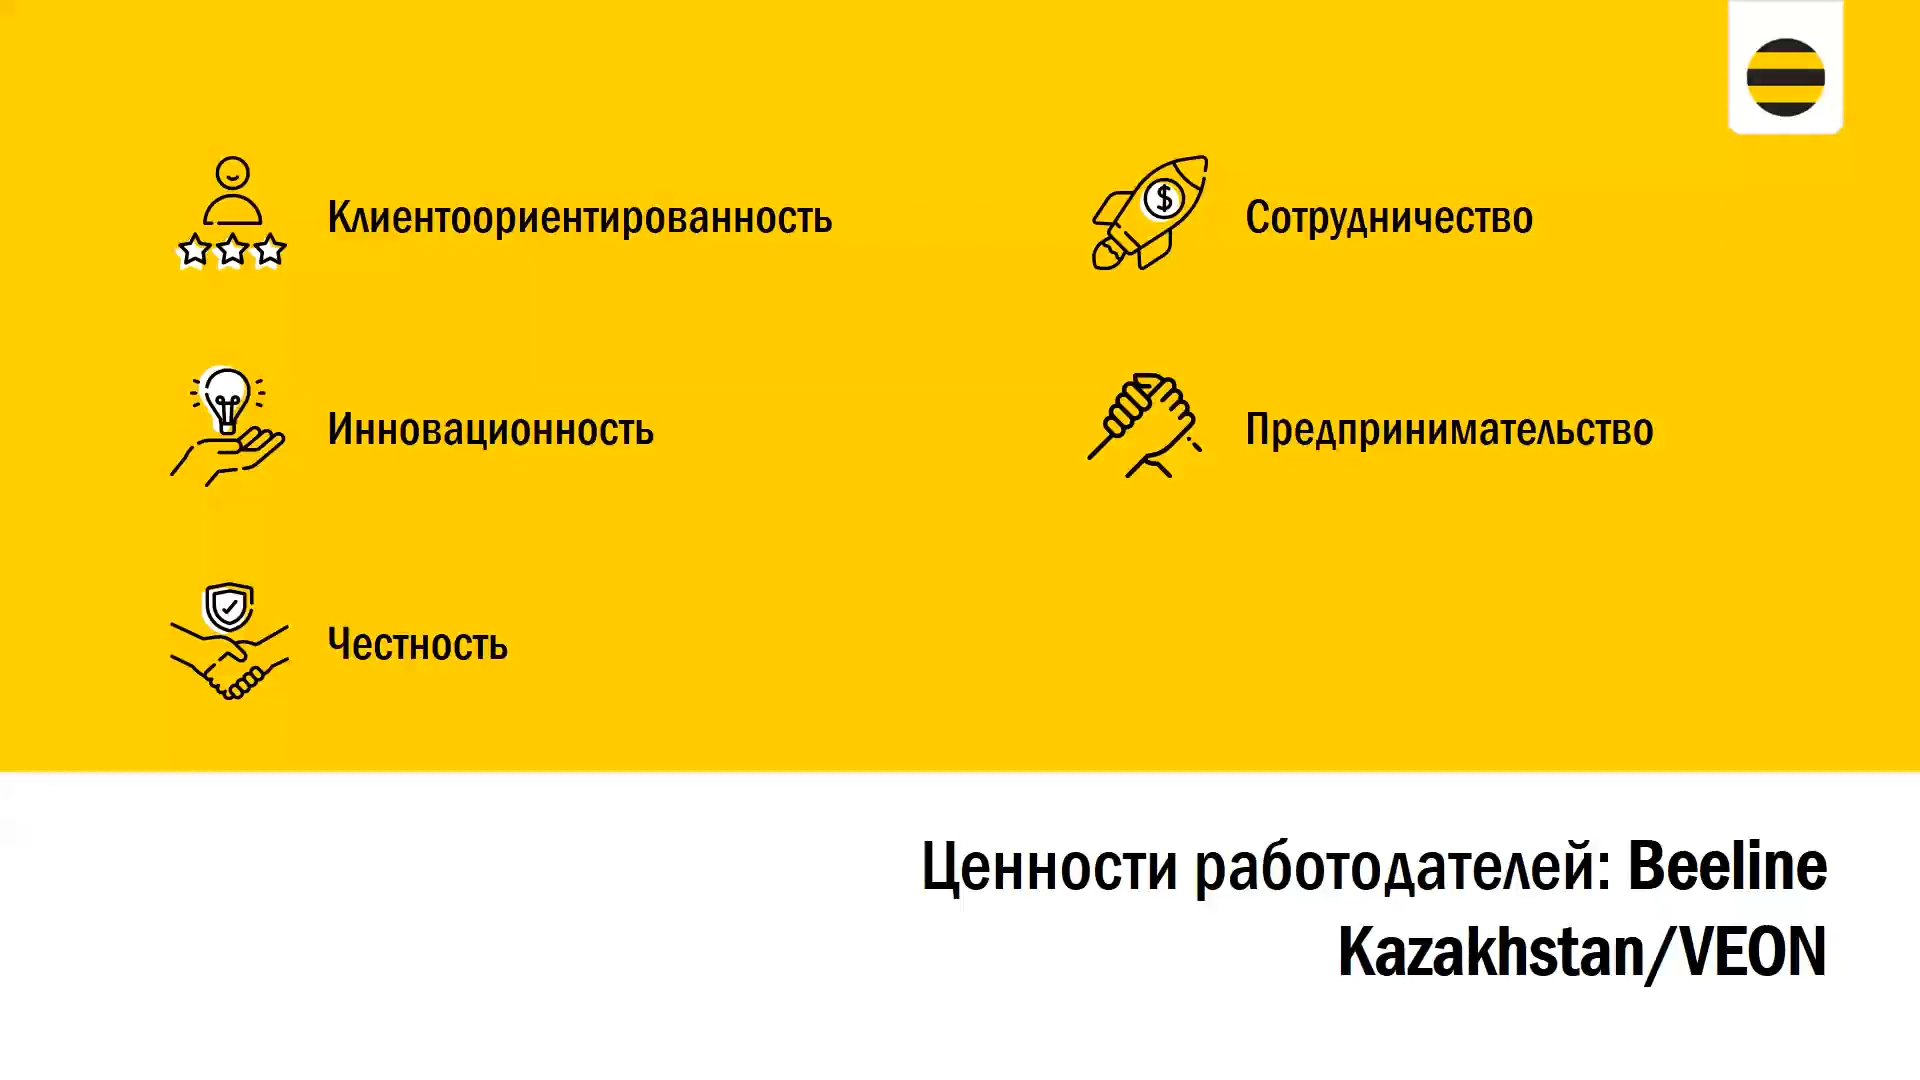 Клиентоориентированность
Сотрудничество
Инновационность
Предпринимательство
Честность
Ценности работодателей: Beeline
Kazakhstan/VEON